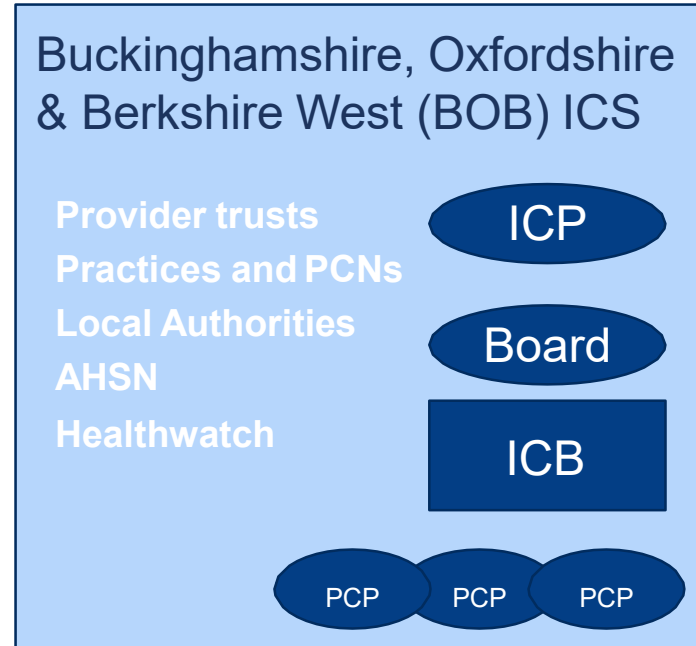 Buckinghamshire, Oxfordshire
& Berkshire West (BOB) ICS
Provider trusts
Practices and PCNs
Local Authorities
AHSN
Healthwatch
ICP
Board
ICB
PCP
PCP
PCP